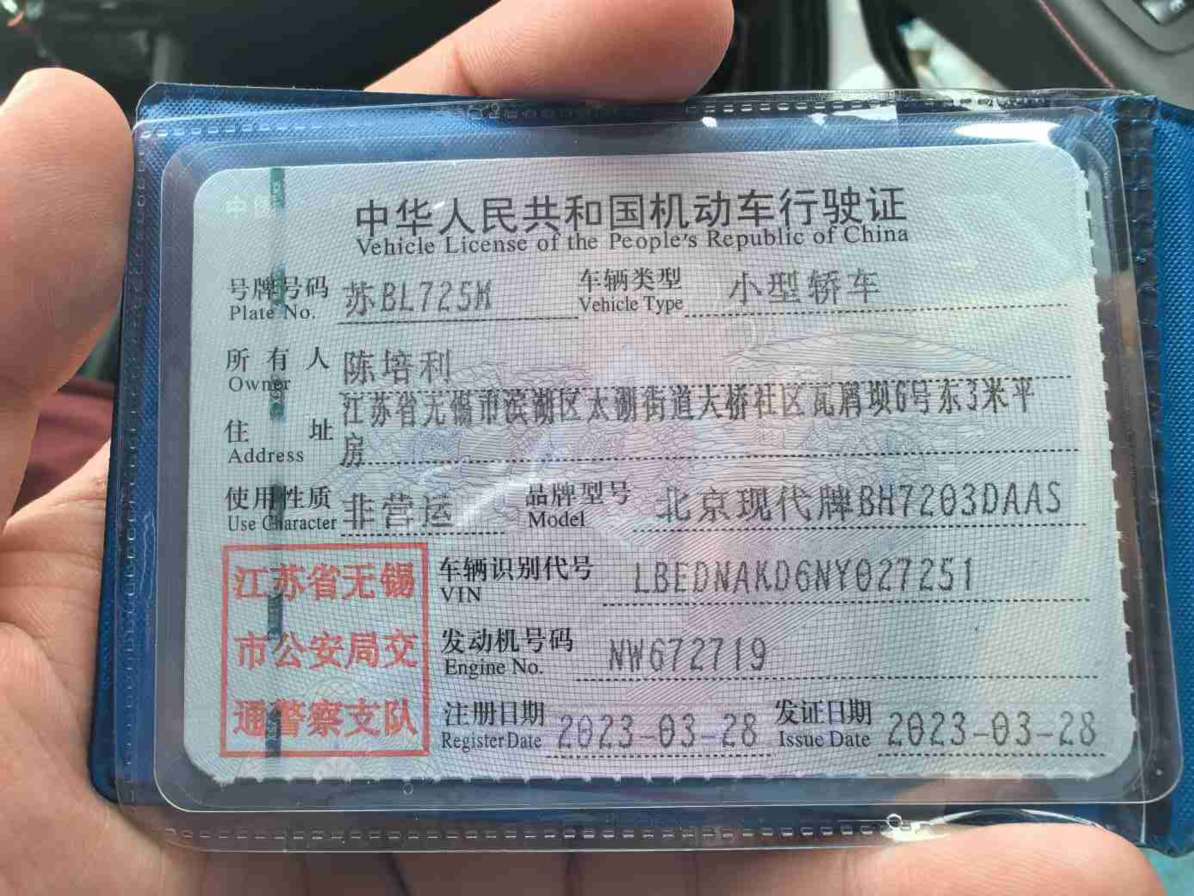 中华人民共和国机动车行驶证
Vehicle License of the People's Republic of China
号牌号码 苏BL725M 车辆类型 小型轿车
Plate No. Vehicle Type
所有人 陈培利
Owner
江苏省无锡市滨湖区太湖街道大桥社区瓦屑坝6号东3米平
住址 房
Address
使用性质 非营运 品牌型号 北京现代牌BH7203DAAS
Use Character Model
江苏省无锡 车辆识别代号 LBEDNAKD6NY027251
VIN
市公安局交 发动机号码 NW672719
Engine No.
通警察支队 注册日期 2023-03-28 发证日期 2023-03-28
Register Date Issue Date